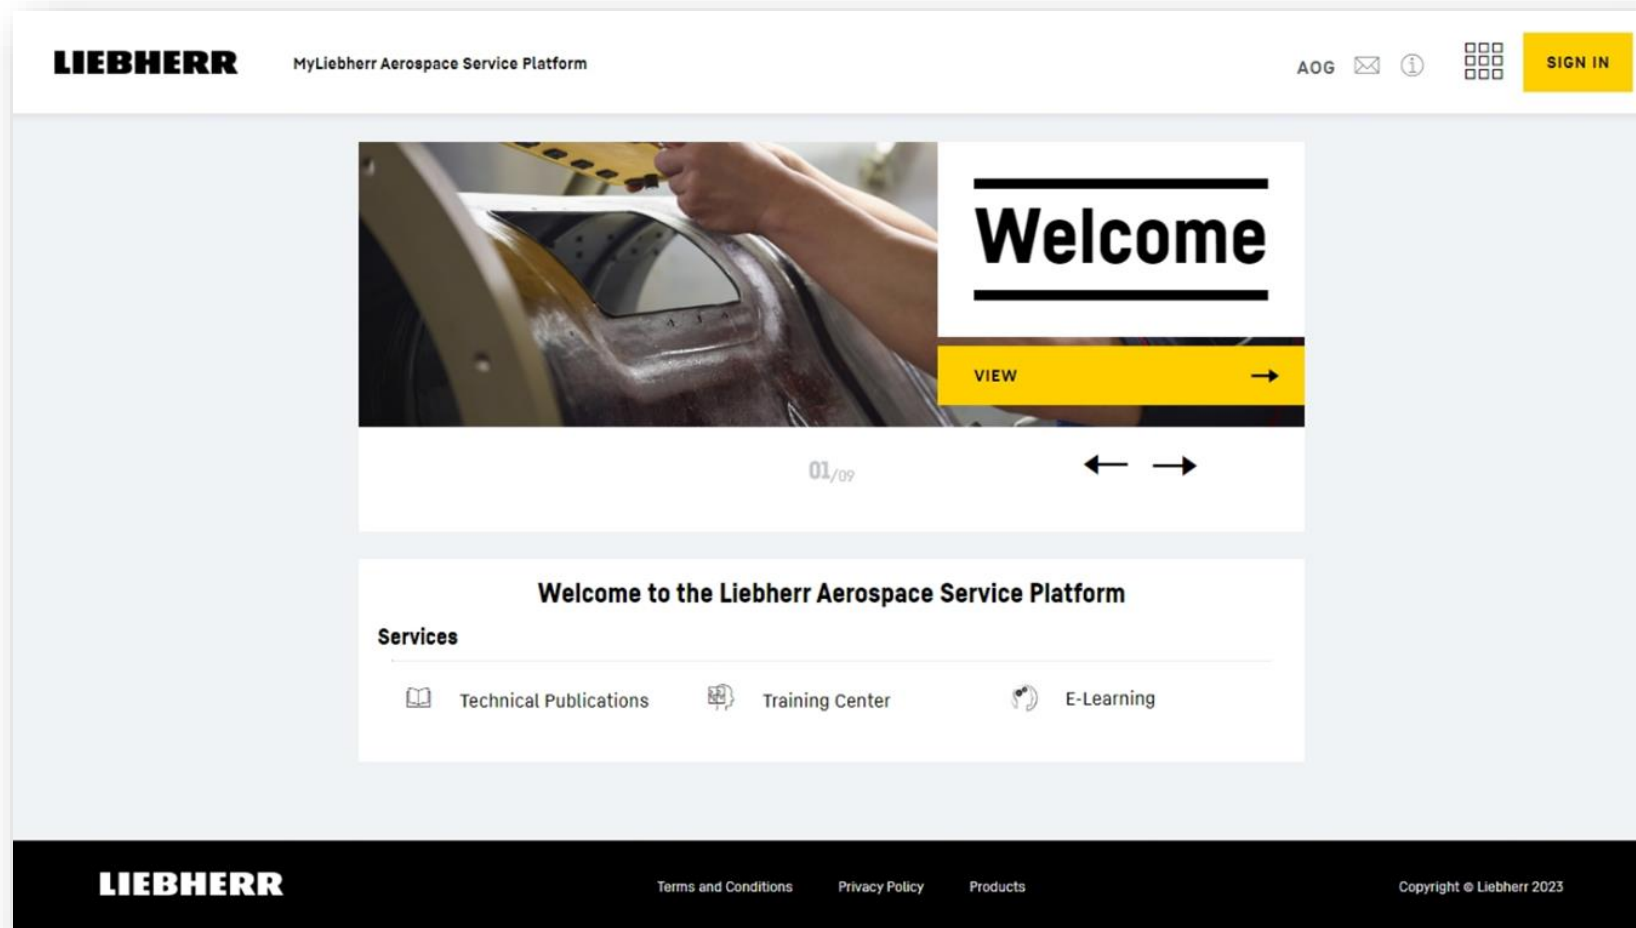 LIEBHERR
MyLiebherr Aerospace Service Platform
AOG
SIGN IN
Welcome
VIEW
01/09
Welcome to the Liebherr Aerospace Service Platform
Services
Technical Publications
Training Center
E-Learning
LIEBHERR
Terms and Conditions
Privacy Policy
Products
Copyright © Liebherr 2023